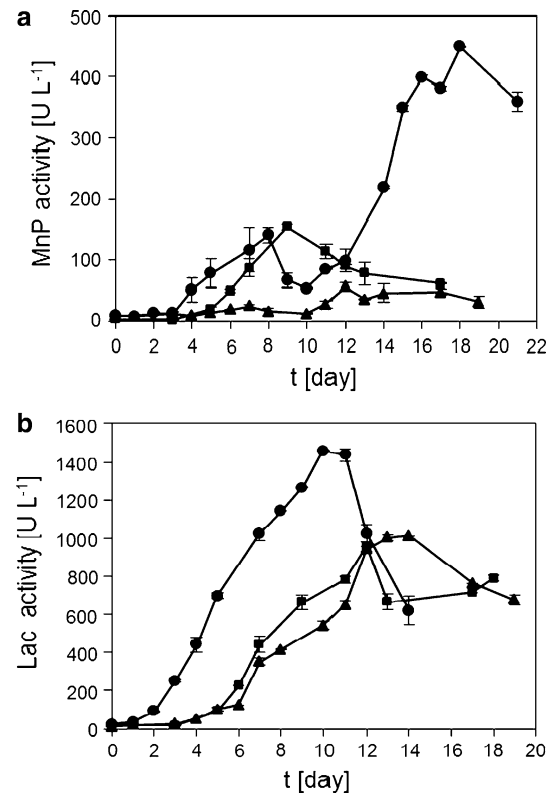 a
500
400
300
200
100
0
MnP activity [U L-1]
0 2 4 6 8 10 12 14 16 18 20 22
t [day]
b
1600
1400
1200
1000
800
600
400
200
0
Lac activity [U L-1]
0 2 4 6 8 10 12 14 16 18 20
t [day]